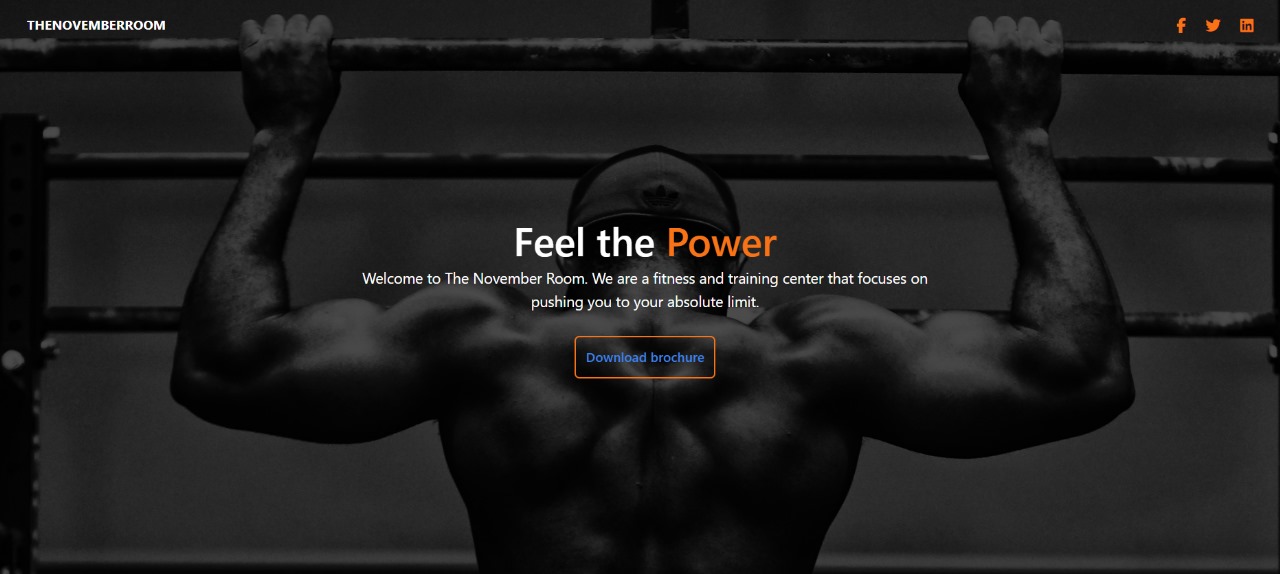 THENOVEMBERROOM
Feel the Power
Welcome to The November Room. We are a fitness and training center that focuses on
pushing you to your absolute limit.
Download brochure